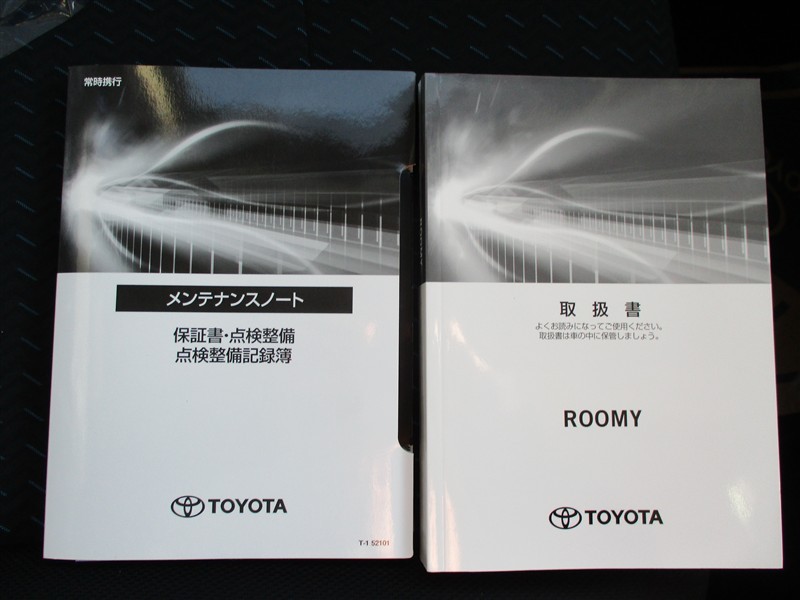 常時携行
メンテナンスノート
保証書・点検整備
点検整備記録簿
TOYOTA
T-1 52101
取扱書
よくお読みになってご使用ください。
取扱書は車の中に保管しましょう。
ROOMY
TOYOTA